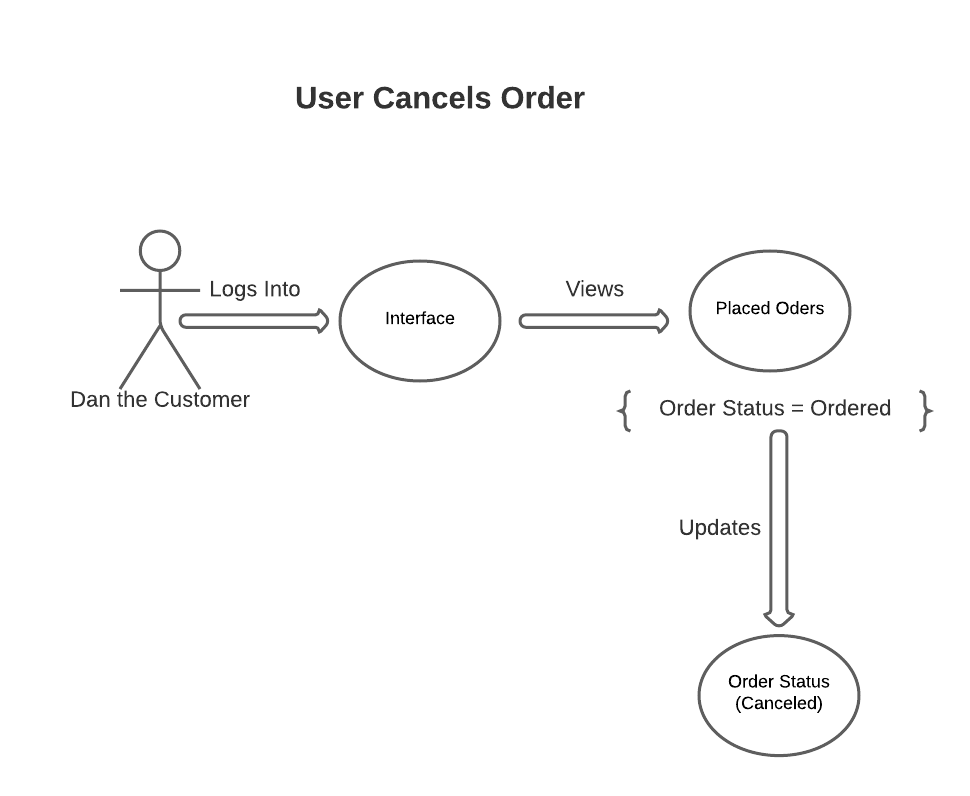 User Cancels Order
Logs Into
Views
Interface
Placed Oders
Dan the Customer
{ Order Status = Ordered }
Updates
Order Status
(Canceled)